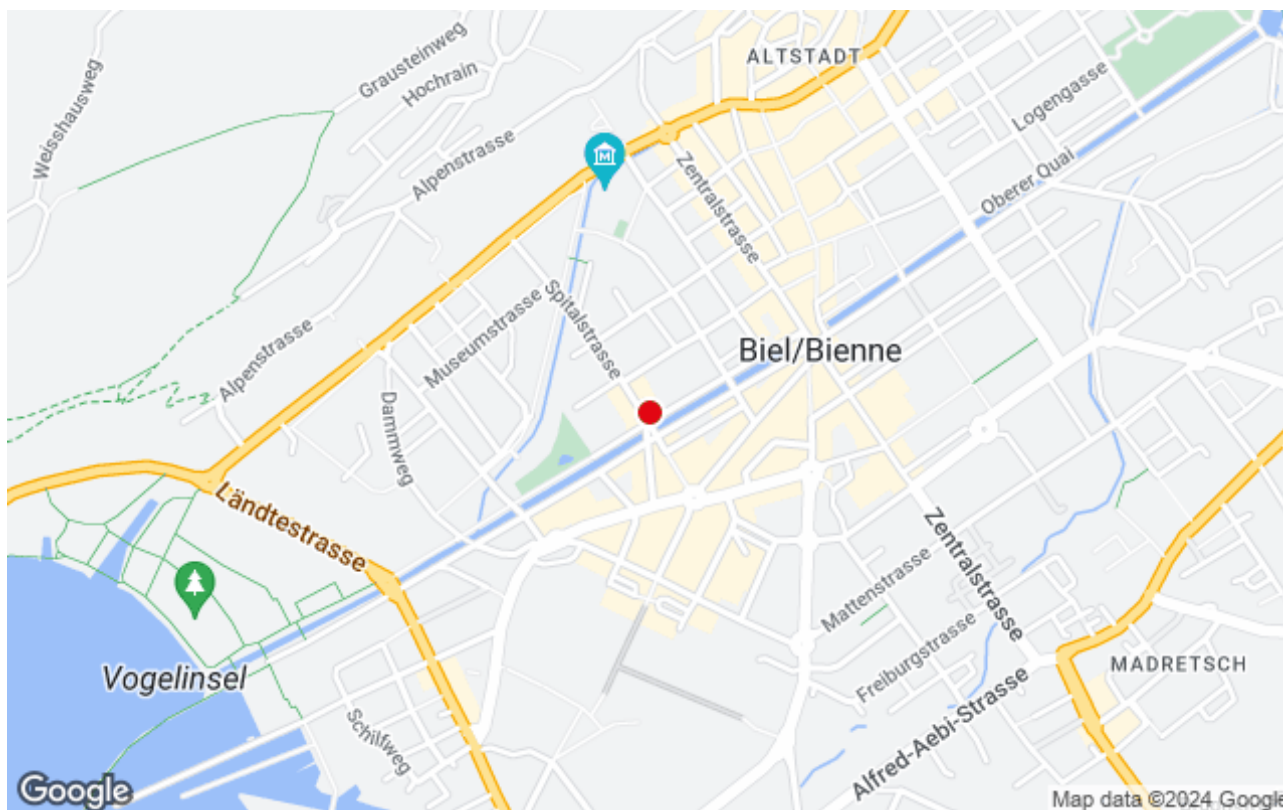 ALTSTADT
Grausteinweg
Hochrain
Weisshausweg
Logengasse
Alpenstrasse
M
Zentralstrasse
Oberer Quai
Spitalstrasse
Museumstrasse
Biel/Bienne
Alpenstrasse
Dammweg
Ländtestrasse
Zentralstrasse
Mattenstrasse
Freiburgstrasse
MADRETSCH
Vogelinsel
Alfred-Aebi-Strasse
Schilfweg
Google
Map data ©2024 Google